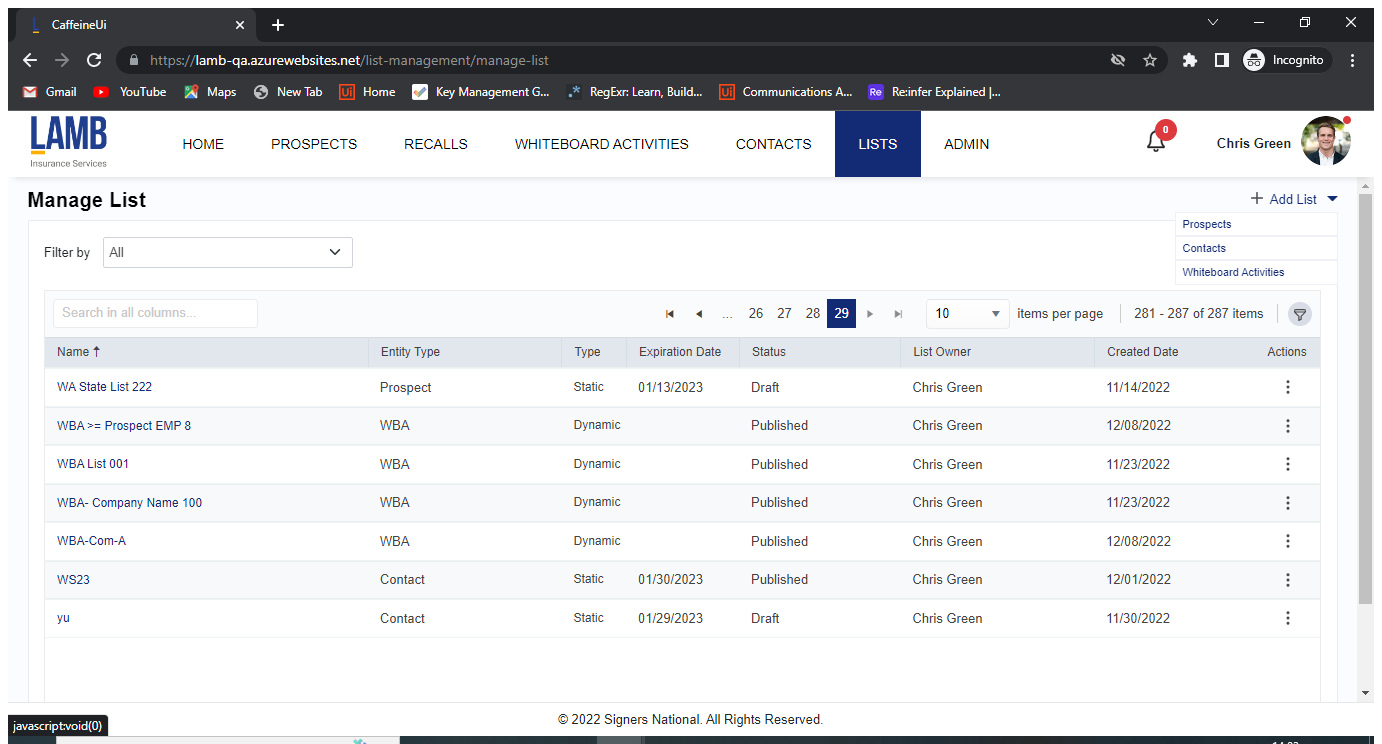 CaffeineUi
https://lamb-qa.azurewebsites.net/list-management/manage-list
Incognito
Gmail YouTube Maps New Tab Ui Home Key Management G... RegExr: Learn, Build... Ui Communications A... Re Reinfer Explained |...
LAMB
Insurance Services
HOME PROSPECTS RECALLS WHITEBOARD ACTIVITIES CONTACTS LISTS ADMIN 0 Chris Green
Manage List
+ Add List
Prospects
Contacts
Whiteboard Activities
Filter by All
Search in all columns... ... 26 27 28 29 10 items per page 281 - 287 of 287 items
Name ↑ Entity Type Type Expiration Date Status List Owner Created Date Actions
WA State List 222 Prospect Static 01/13/2023 Draft Chris Green 11/14/2022
WBA >= Prospect EMP 8 WBA Dynamic Published Chris Green 12/08/2022
WBA List 001 WBA Dynamic Published Chris Green 11/23/2022
WBA- Company Name 100 WBA Dynamic Published Chris Green 11/23/2022
WBA-Com-A WBA Dynamic Published Chris Green 12/08/2022
WS23 Contact Static 01/30/2023 Published Chris Green 12/01/2022
yu Contact Static 01/29/2023 Draft Chris Green 11/30/2022
© 2022 Signers National. All Rights Reserved.
javascript:void(0)